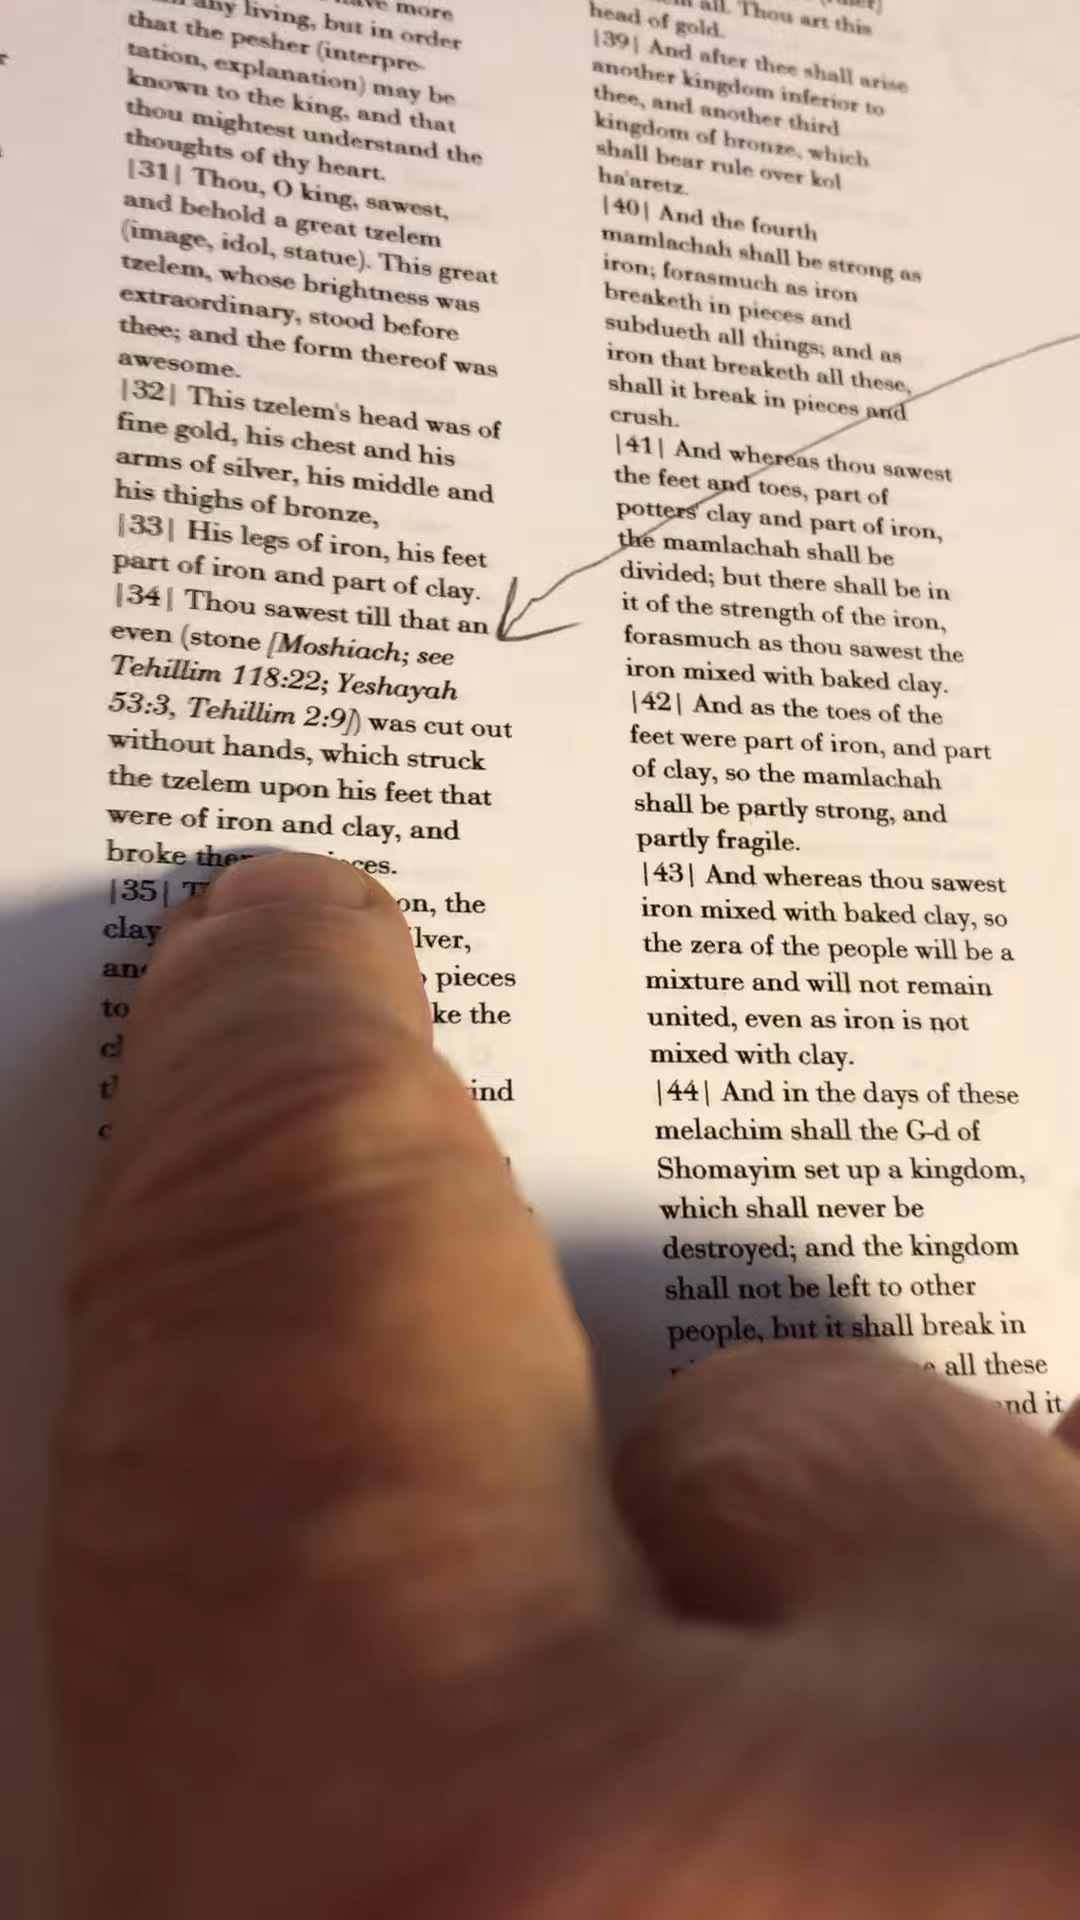 any living, but in order
that the pesher (interpre-
tation, explanation) may be
known to the king, and that
thou mightest understand the
thoughts of thy heart.
|31| Thou, O king, sawest,
and behold a great tzelem
(image, idol, statue). This great
tzelem, whose brightness was
extraordinary, stood before
thee; and the form thereof was
awesome.
|32| This tzelem's head was of
fine gold, his chest and his
arms of silver, his middle and
his thighs of bronze,
|33| His legs of iron, his feet
part of iron and part of clay.
|34| Thou sawest till that an
even (stone [Moshiach; see
Tehillim 118:22; Yeshayah
53:3, Tehillim 2:9]) was cut out
without hands, which struck
the tzelem upon his feet that
were of iron and clay, and
broke
|35|
on, the
clay
pieces
to
ke the
all. Thou art this
head of gold.
|39| And after thee shall arise
another kingdom inferior to
thee, and another third
kingdom of bronze, which
shall bear rule over kol
ha'aretz.
|40| And the fourth
mamlachah shall be strong as
iron; forasmuch as iron
breaketh in pieces and
subdueth all things; and as
iron that breaketh all these,
shall it break in pieces and
crush.
|41| And whereas thou sawest
the feet and toes, part of
potters' clay and part of iron,
the mamlachah shall be
divided; but there shall be in
it of the strength of the iron,
forasmuch as thou sawest the
iron mixed with baked clay.
|42| And as the toes of the
feet were part of iron, and part
of clay, so the mamlachah
shall be partly strong, and
partly fragile.
|43| And whereas thou sawest
iron mixed with baked clay, so
the zera of the people will be a
mixture and will not remain
united, even as iron is not
mixed with clay.
|44| And in the days of these
melachim shall the G-d of
Shomayim set up a kingdom,
which shall never be
destroyed; and the kingdom
shall not be left to other
people, but it shall break in
all these
it